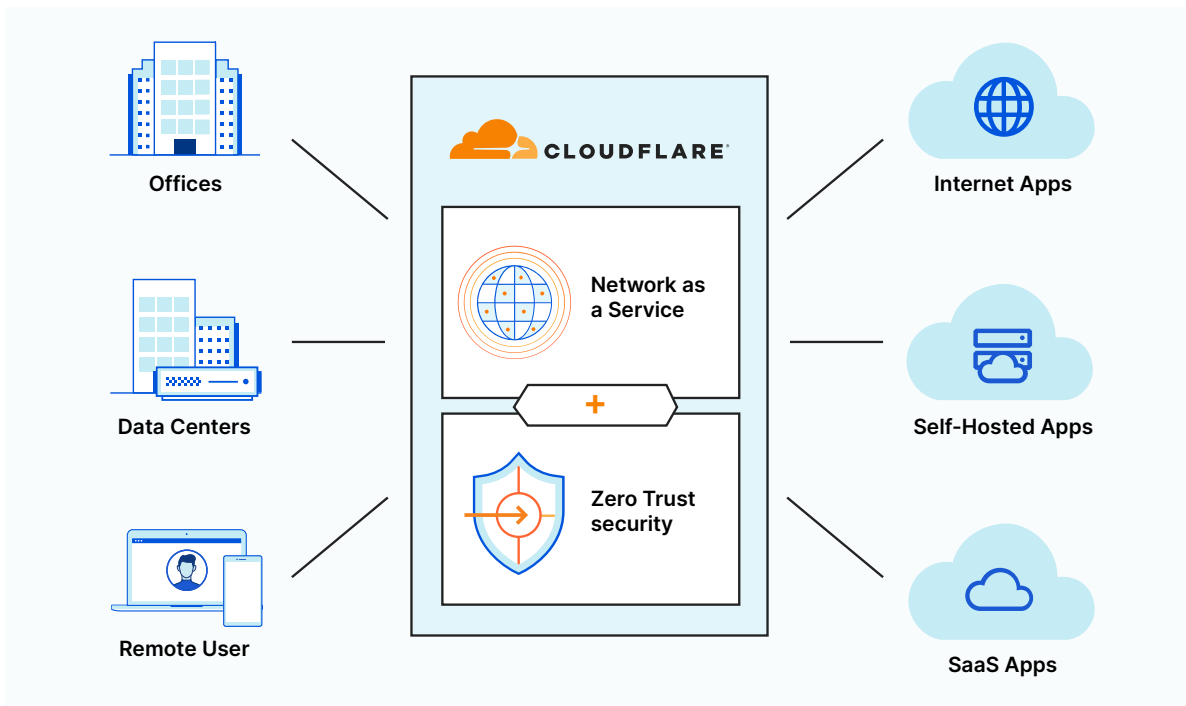 Offices
Data Centers
Remote User
CLOUDFLARE
Network as
a Service
+
Zero Trust
security
Internet Apps
Self-Hosted Apps
SaaS Apps